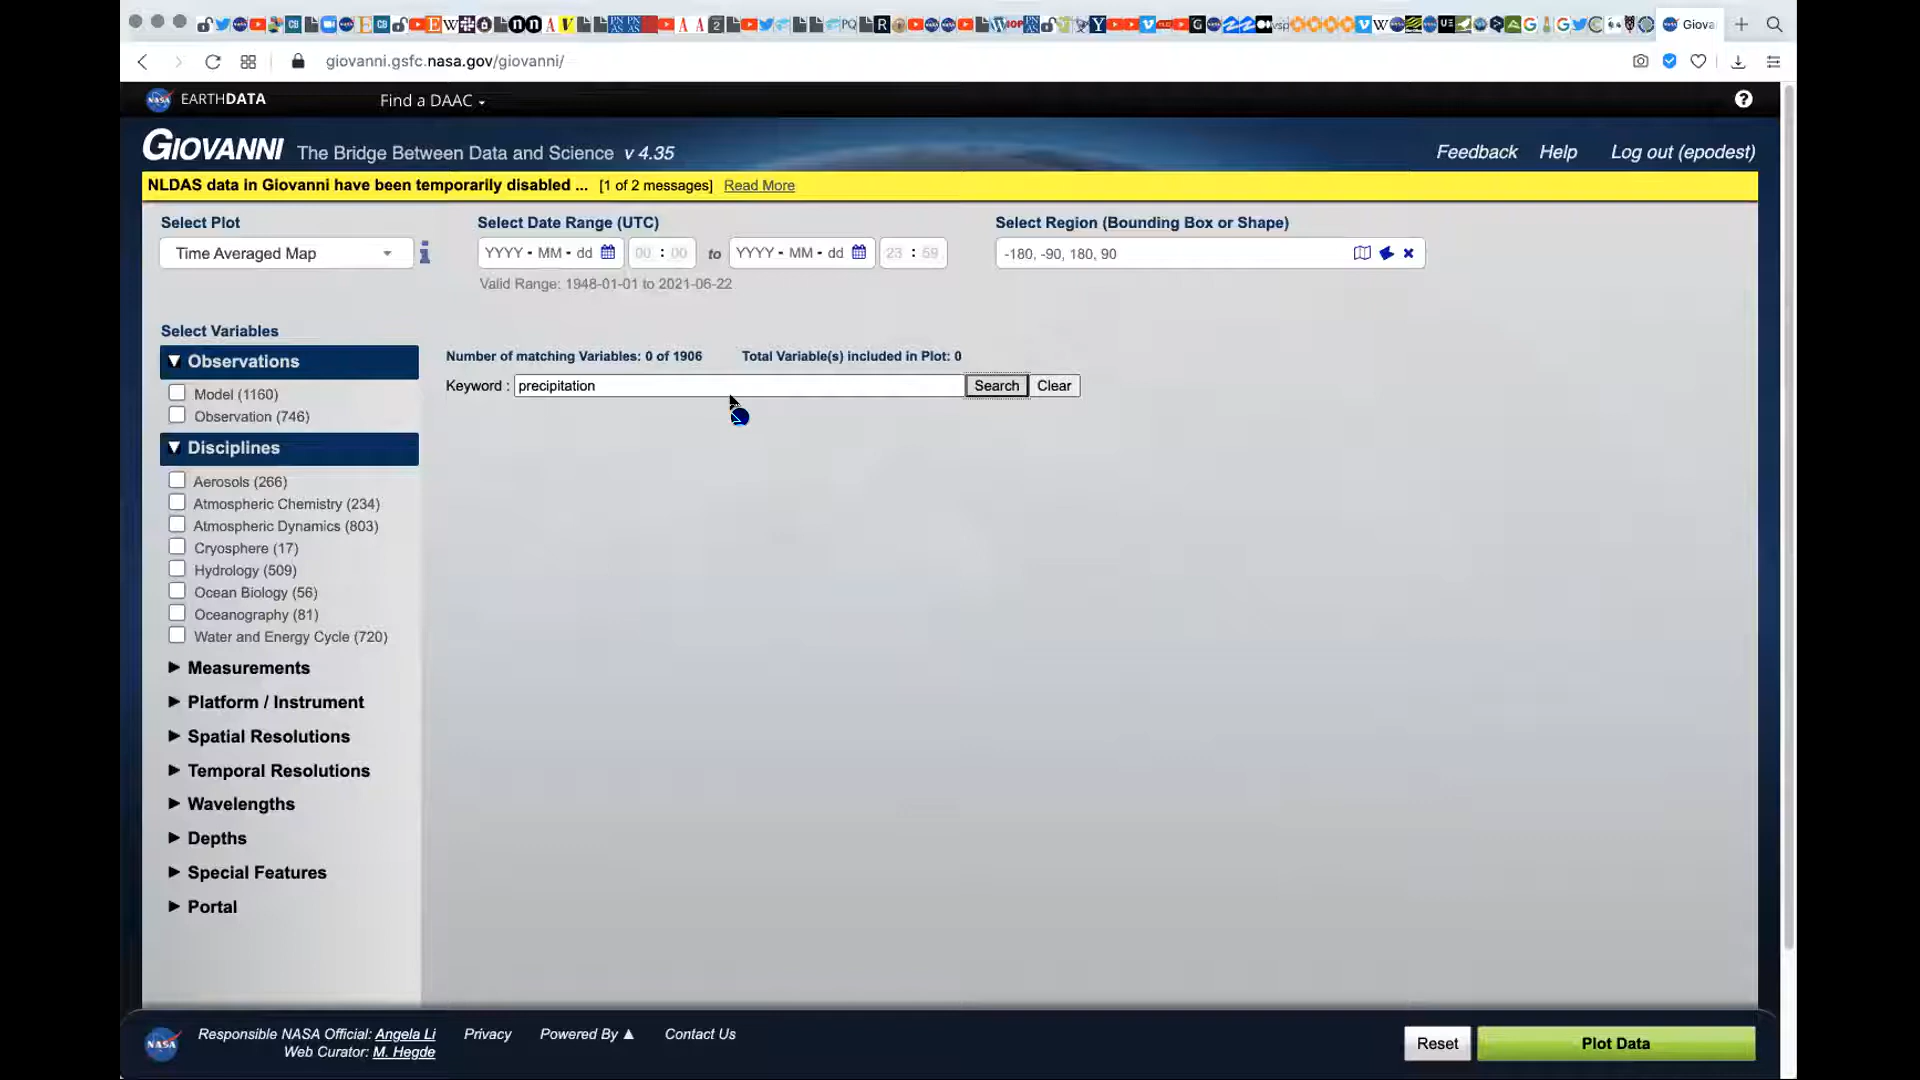 Giova
giovanni.gsfc.nasa.gov/giovanni/
NASA EARTHDATA Find a DAAC
GIOVANNI The Bridge Between Data and Science v 4.35 Feedback Help Log out (epodest)
NLDAS data in Giovanni have been temporarily disabled ... [1 of 2 messages] Read More
Select Plot Select Date Range (UTC) Select Region (Bounding Box or Shape)
Time Averaged Map YYYY - MM - dd 00 : 00 to YYYY - MM - dd 23 : 59 -180, -90, 180, 90
Valid Range: 1948-01-01 to 2021-06-22
Select Variables
Observations
Number of matching Variables: 0 of 1906 Total Variable(s) included in Plot: 0
Keyword : precipitation Search Clear
Model (1160)
Observation (746)
Disciplines
Aerosols (266)
Atmospheric Chemistry (234)
Atmospheric Dynamics (803)
Cryosphere (17)
Hydrology (509)
Ocean Biology (56)
Oceanography (81)
Water and Energy Cycle (720)
Measurements
Platform / Instrument
Spatial Resolutions
Temporal Resolutions
Wavelengths
Depths
Special Features
Portal
NASA Responsible NASA Official: Angela Li Privacy Powered By ▲ Contact Us
Web Curator: M. Hegde
Reset Plot Data